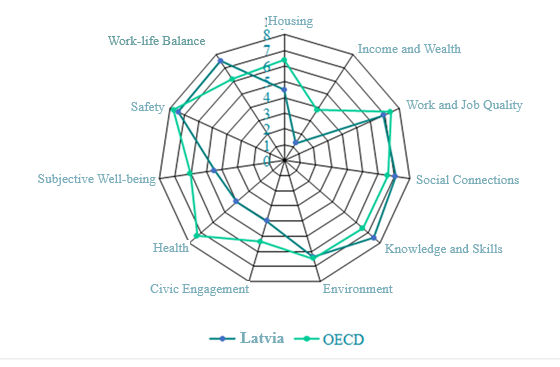 Housing
8
7
6
5
4
3
2
1
0
Work-life Balance
Income and Wealth
Safety
Work and Job Quality
Subjective Well-being
Social Connections
Health
Knowledge and Skills
Civic Engagement
Environment
Latvia
OECD